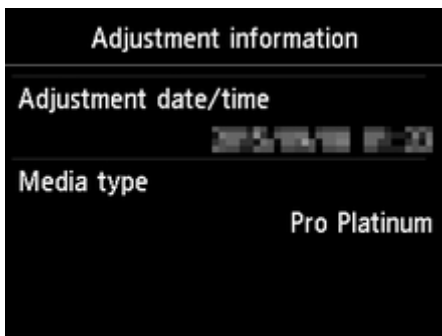 Adjustment information
Adjustment date/time
Media type
Pro Platinum